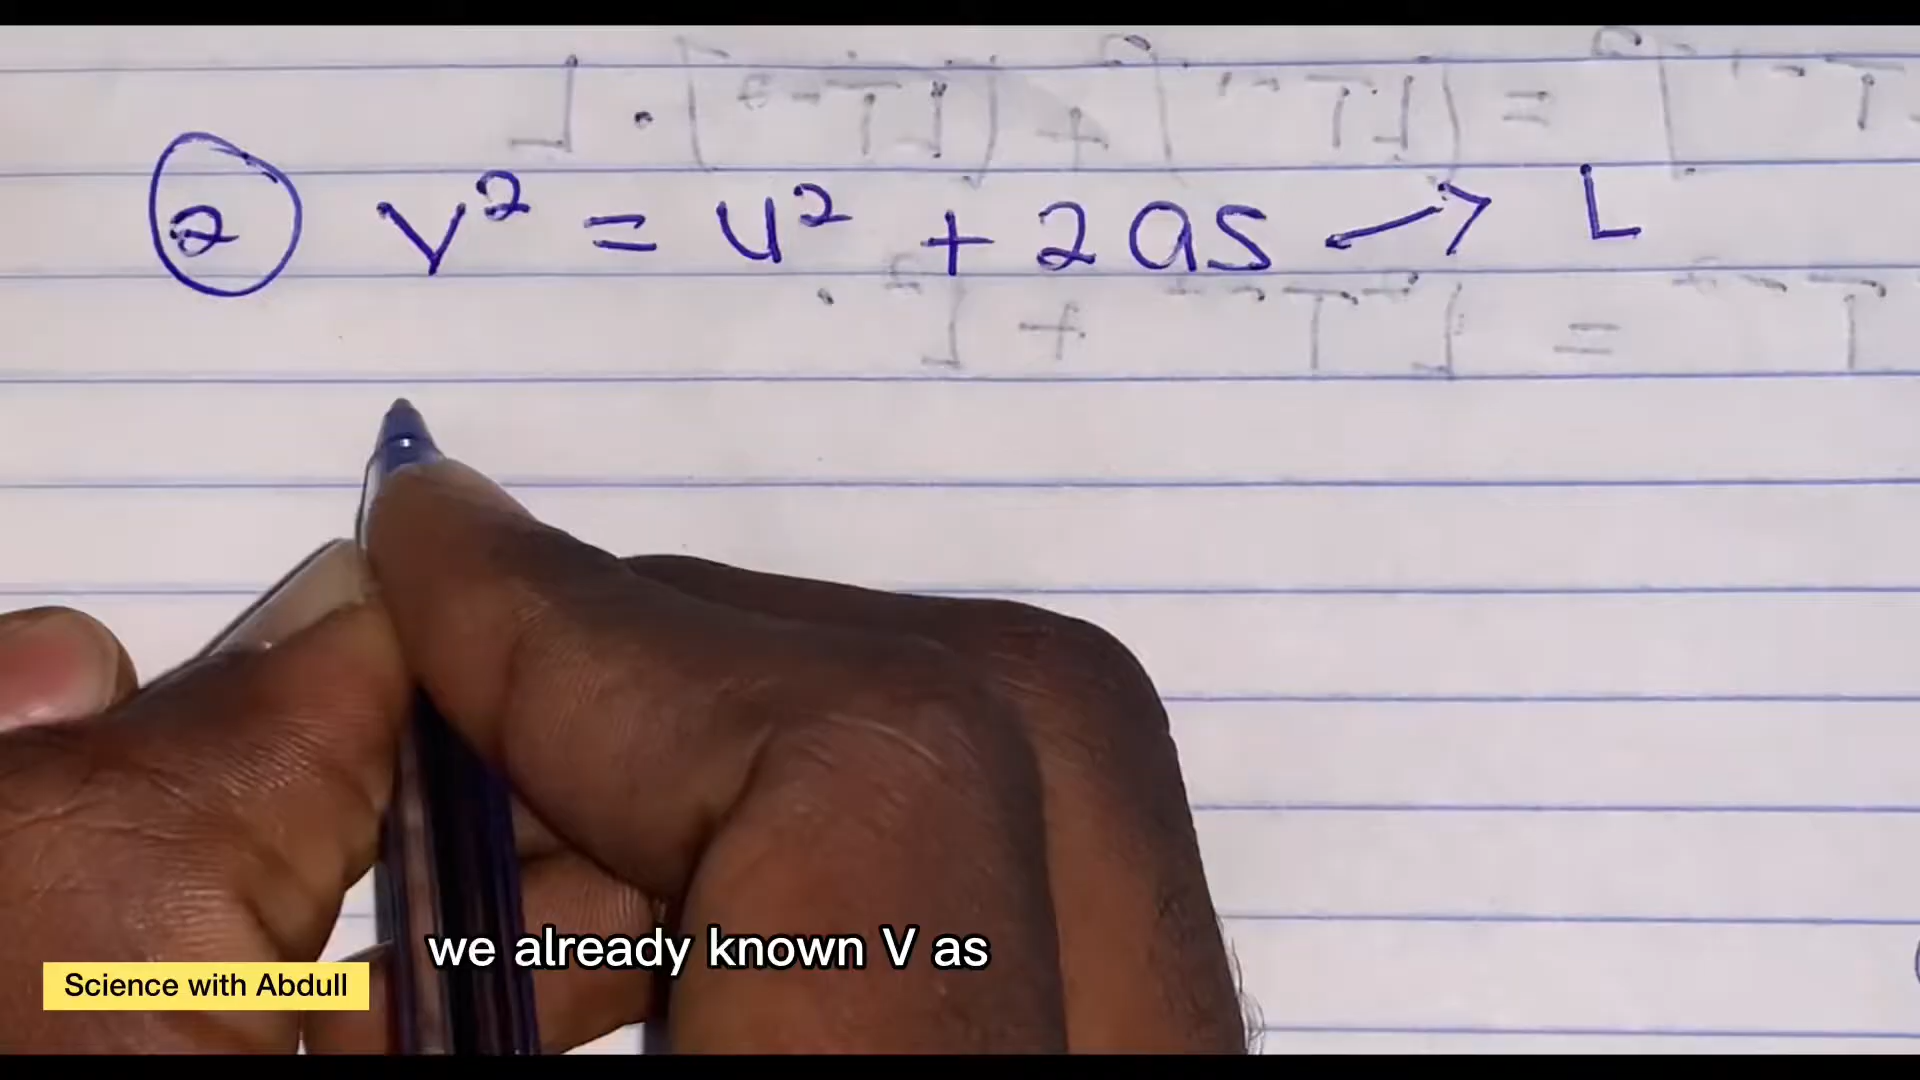 ② v² = u² + 2as → L
we already known V as
Science with Abdull